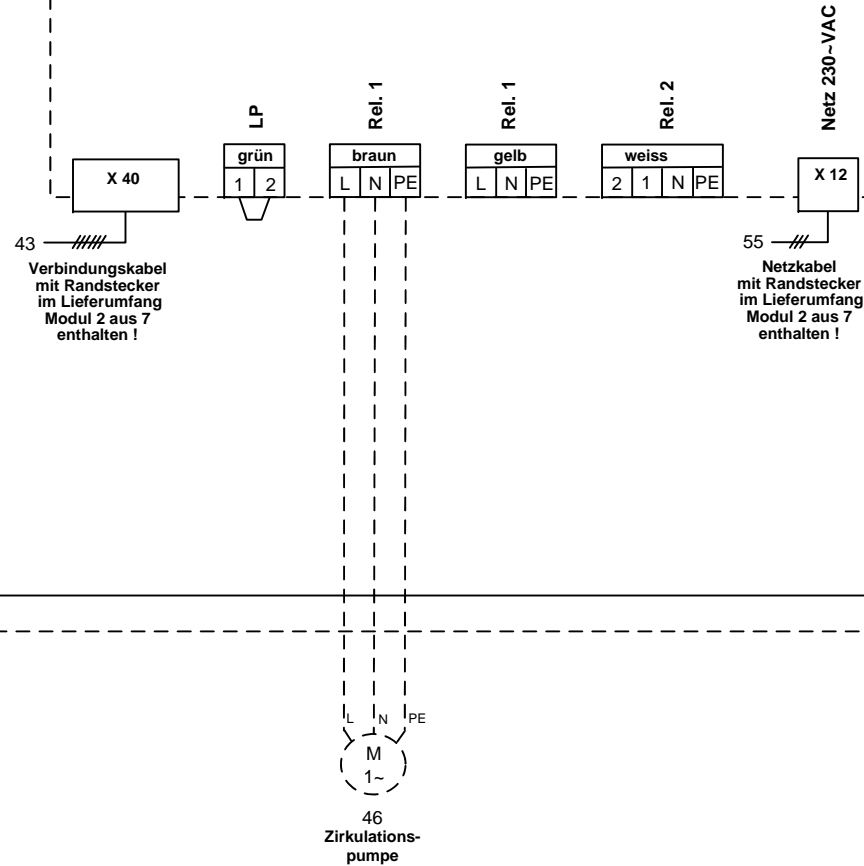 Netz 230~VAC
LP
Rel. 1
Rel. 1
Rel. 2
X 40
grün
1 2
braun
L N PE
gelb
L N PE
weiss
2 1 N PE
X 12
43
Verbindungskabel
mit Randstecker
im Lieferumfang
Modul 2 aus 7
enthalten !
55
Netzkabel
mit Randstecker
im Lieferumfang
Modul 2 aus 7
enthalten !
L N PE
M
1~
46
Zirkulations-
pumpe